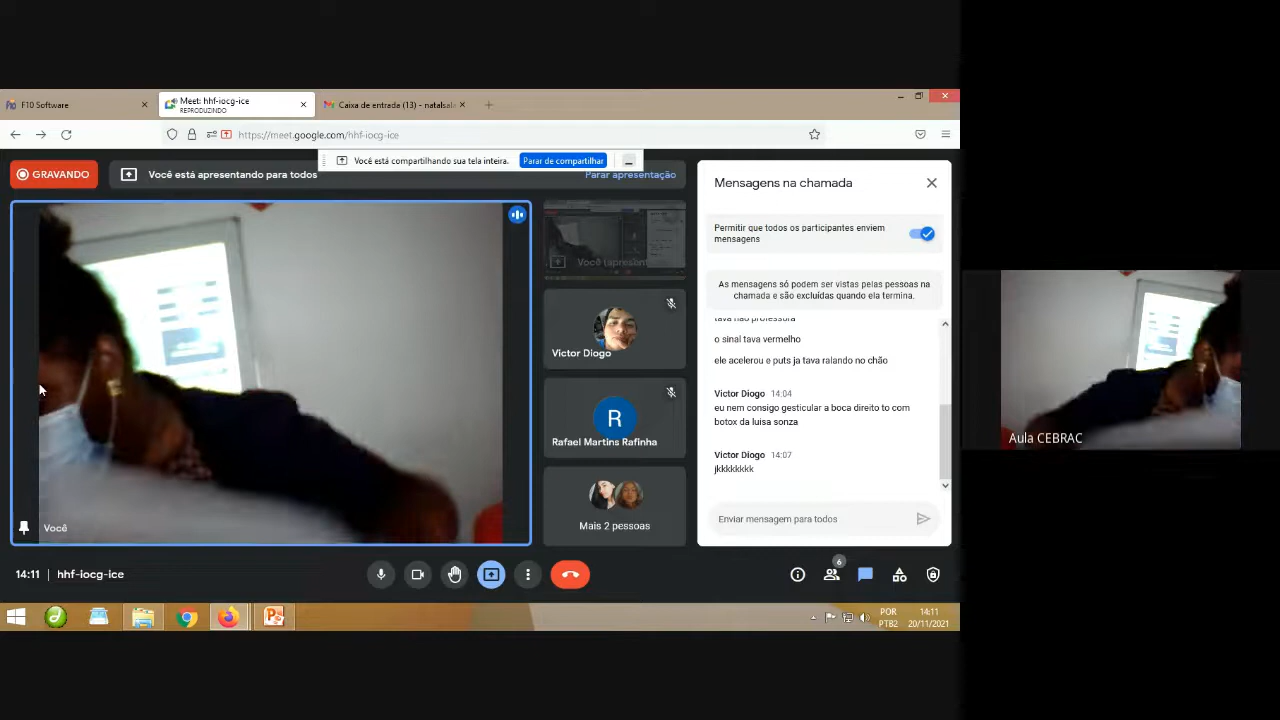 F10 Software
Meet: hhf-iocg-ice
REPRODUZINDO
Caixa de entrada (13) - natalsal
https://meet.google.com/hhf-iocg-ice
Você está compartilhando sua tela inteira.
Parar de compartilhar
GRAVANDO
Você está apresentando para todos
Parar apresentação
Você
Victor Diogo
R
Rafael Martins Rafinha
Mais 2 pessoas
Mensagens na chamada
Permitir que todos os participantes enviem
mensagens
As mensagens só podem ser vistas pelas pessoas na
chamada e são excluídas quando ela termina.
tava não professora
o sinal tava vermelho
ele acelerou e puts ja tava ralando no chão
Victor Diogo 14:04
eu nem consigo gesticular a boca direito to com
botox da luisa sonza
Victor Diogo 14:07
jkkkkkkkk
Enviar mensagem para todos
Aula CEBRAC
14:11 hhf-iocg-ice
6
POR
PTB2
14:11
20/11/2021